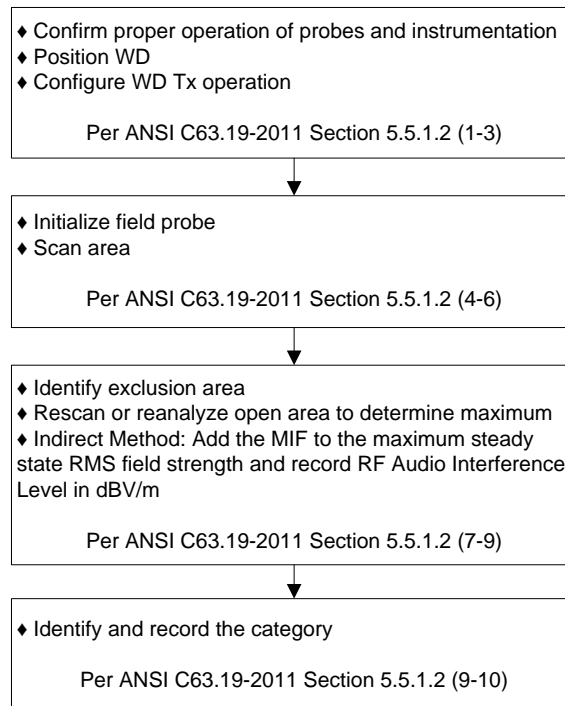 ♦ Confirm proper operation of probes and instrumentation
♦ Position WD
♦ Configure WD Tx operation
Per ANSI C63.19-2011 Section 5.5.1.2 (1-3)
♦ Initialize field probe
♦ Scan area
Per ANSI C63.19-2011 Section 5.5.1.2 (4-6)
♦ Identify exclusion area
♦ Rescan or reanalyze open area to determine maximum
♦ Indirect Method: Add the MIF to the maximum steady
state RMS field strength and record RF Audio Interference
Level in dBV/m
Per ANSI C63.19-2011 Section 5.5.1.2 (7-9)
♦ Identify and record the category
Per ANSI C63.19-2011 Section 5.5.1.2 (9-10)